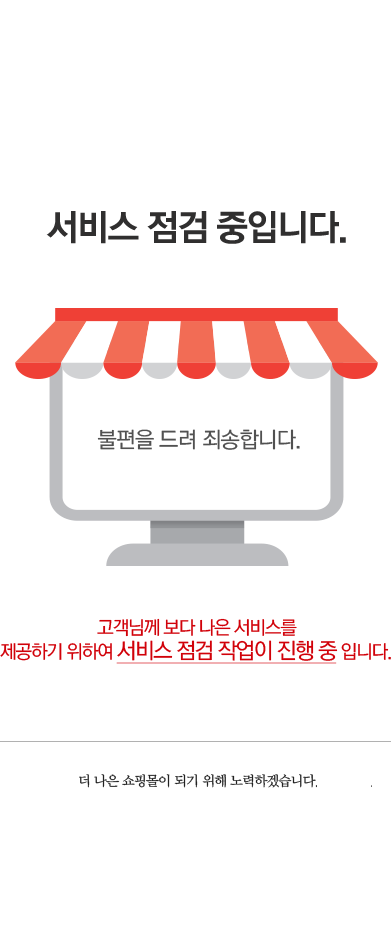 서비스 점검 중입니다.
불편을 드려 죄송합니다.
고객님께 보다 나은 서비스를
제공하기 위하여 서비스 점검 작업이 진행 중 입니다.
더 나은 쇼핑몰이 되기 위해 노력하겠습니다. .